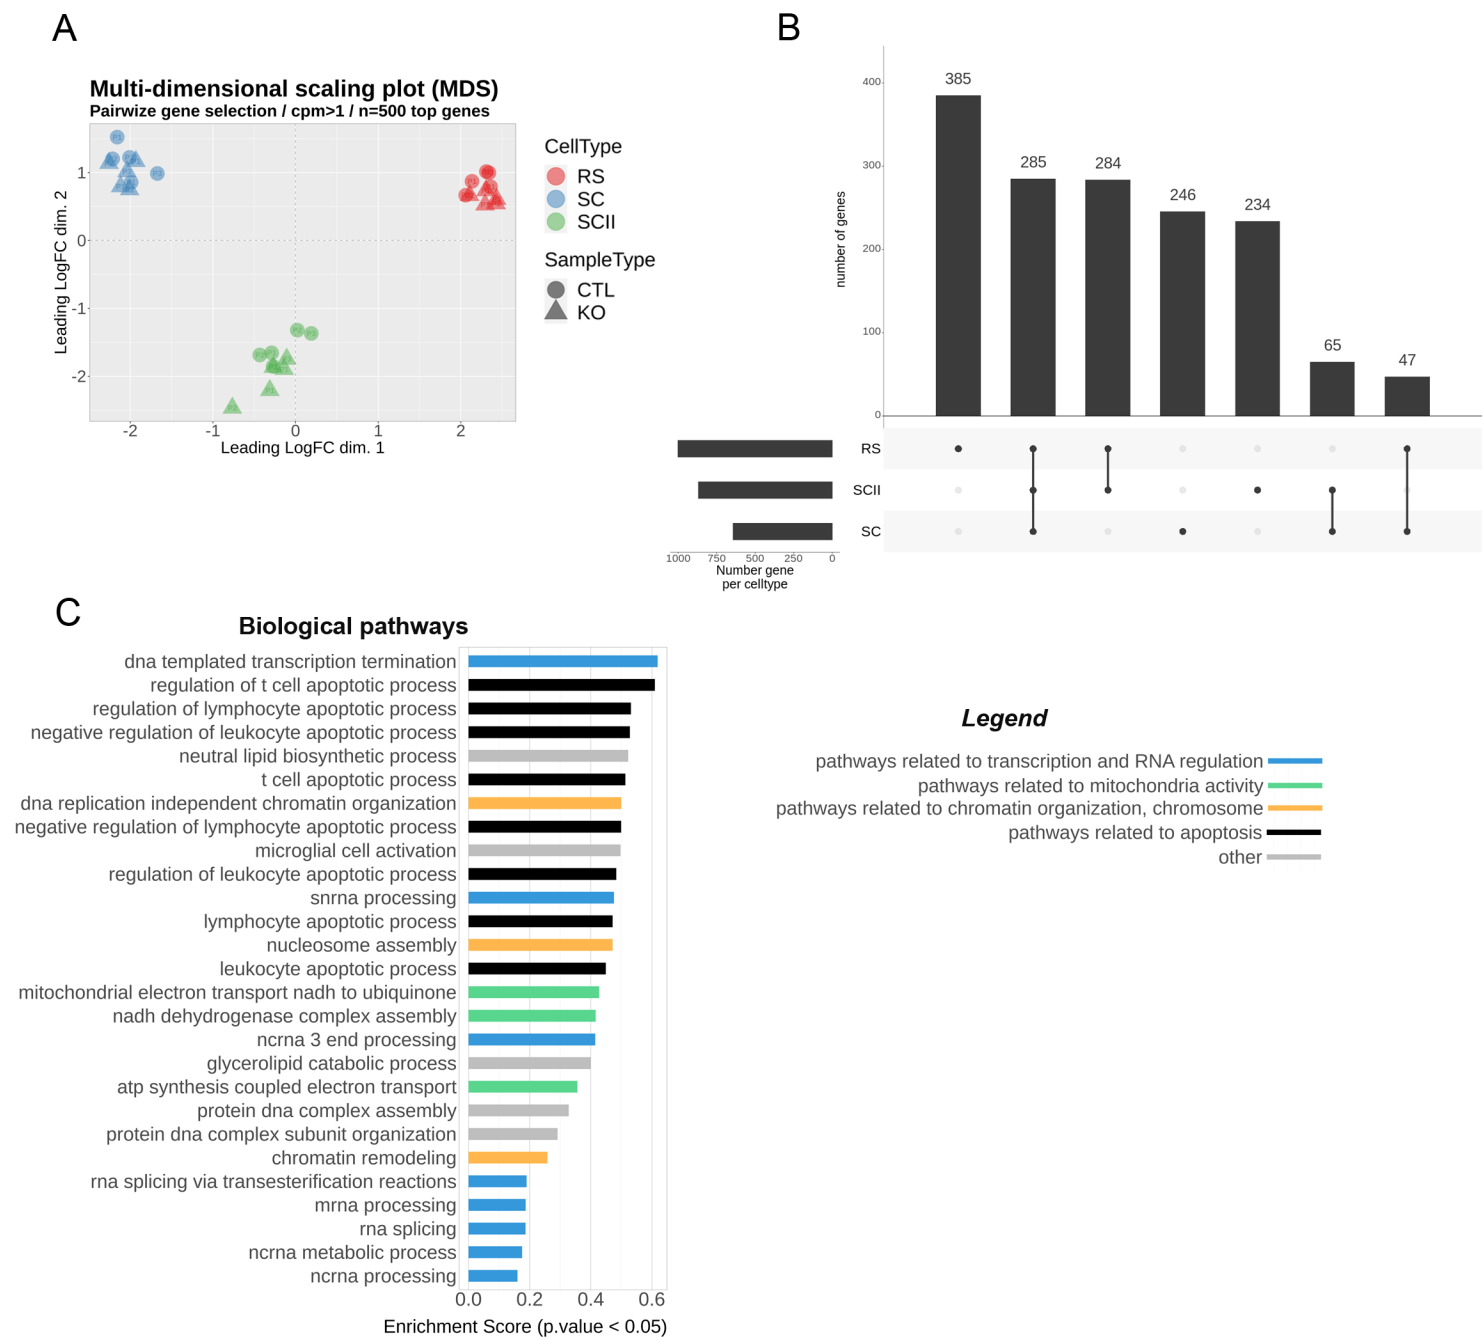 A
Multi-dimensional scaling plot (MDS)
Pairwize gene selection / cpm>1 / n=500 top genes
Leading LogFC dim. 2
1
0
-1
-2
-2
-1
0
1
2
Leading LogFC dim. 1
CellType
RS
SC
SCII
SampleType
CTL
KO
B
number of genes
400
300
200
100
0
385
285
284
246
234
65
47
RS
SCII
SC
1000
750
500
250
0
Number gene
per celltype
C
Biological pathways
dna templated transcription termination
regulation of t cell apoptotic process
regulation of lymphocyte apoptotic process
negative regulation of leukocyte apoptotic process
neutral lipid biosynthetic process
t cell apoptotic process
dna replication independent chromatin organization
negative regulation of lymphocyte apoptotic process
microglial cell activation
regulation of leukocyte apoptotic process
snrna processing
lymphocyte apoptotic process
nucleosome assembly
leukocyte apoptotic process
mitochondrial electron transport nadh to ubiquinone
nadh dehydrogenase complex assembly
ncrna 3 end processing
glycerolipid catabolic process
atp synthesis coupled electron transport
protein dna complex assembly
protein dna complex subunit organization
chromatin remodeling
rna splicing via transesterification reactions
mrna processing
rna splicing
ncrna metabolic process
ncrna processing
0.0
0.2
0.4
0.6
Enrichment Score (p.value < 0.05)
Legend
pathways related to transcription and RNA regulation
pathways related to mitochondria activity
pathways related to chromatin organization, chromosome
pathways related to apoptosis
other